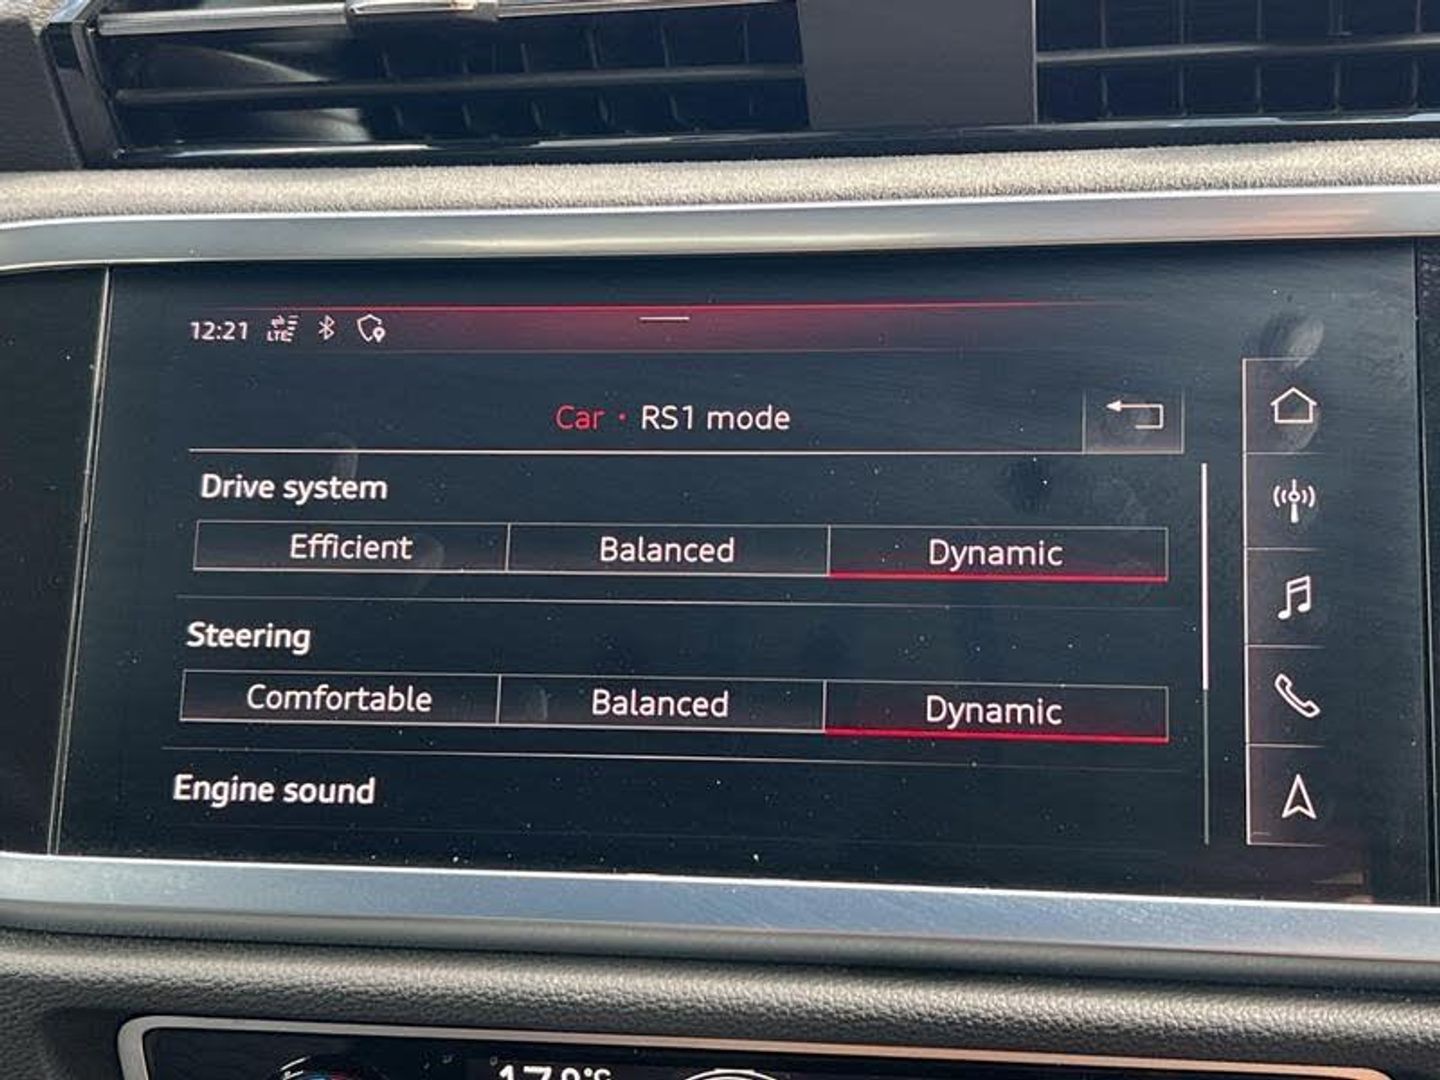 12:21 LTE
Car · RS1 mode
Drive system
Efficient Balanced Dynamic
Steering
Comfortable Balanced Dynamic
Engine sound